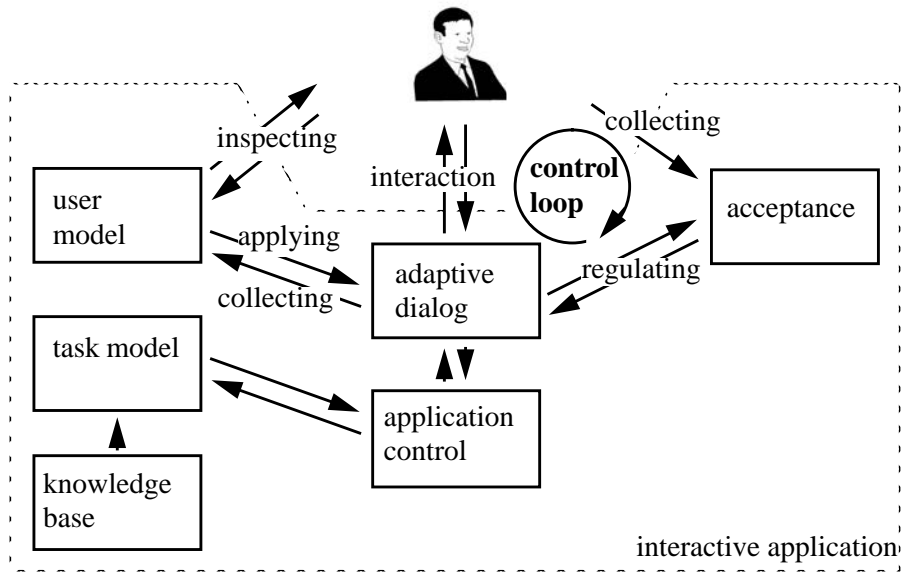 inspecting
collecting
interaction
control
loop
user
model
acceptance
applying
collecting
adaptive
dialog
regulating
task model
application
control
knowledge
base
interactive application